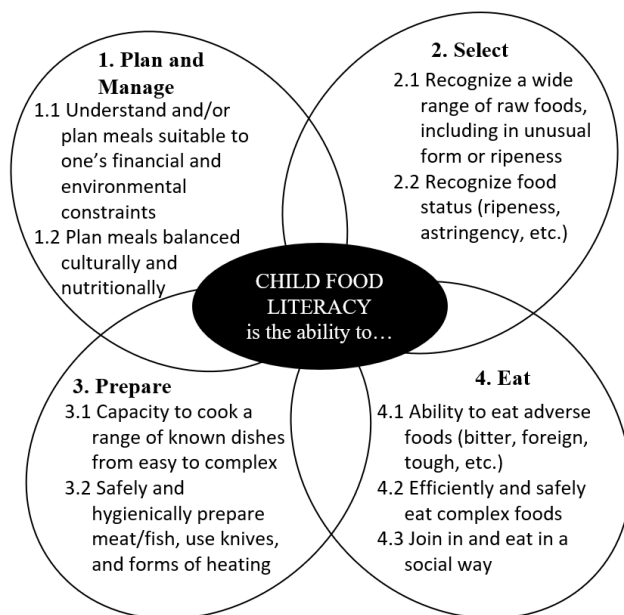 1. Plan and
Manage
1.1 Understand and/or
plan meals suitable to
one's financial and
environmental
constraints
1.2 Plan meals balanced
culturally and
nutritionally
2. Select
2.1 Recognize a wide
range of raw foods,
including in unusual
form or ripeness
2.2 Recognize food
status (ripeness,
astringency, etc.)
CHILD FOOD
LITERACY
is the ability to…
3. Prepare
3.1 Capacity to cook a
range of known dishes
from easy to complex
3.2 Safely and
hygienically prepare
meat/fish, use knives,
and forms of heating
4. Eat
4.1 Ability to eat adverse
foods (bitter, foreign,
tough, etc.)
4.2 Efficiently and safely
eat complex foods
4.3 Join in and eat in a
social way